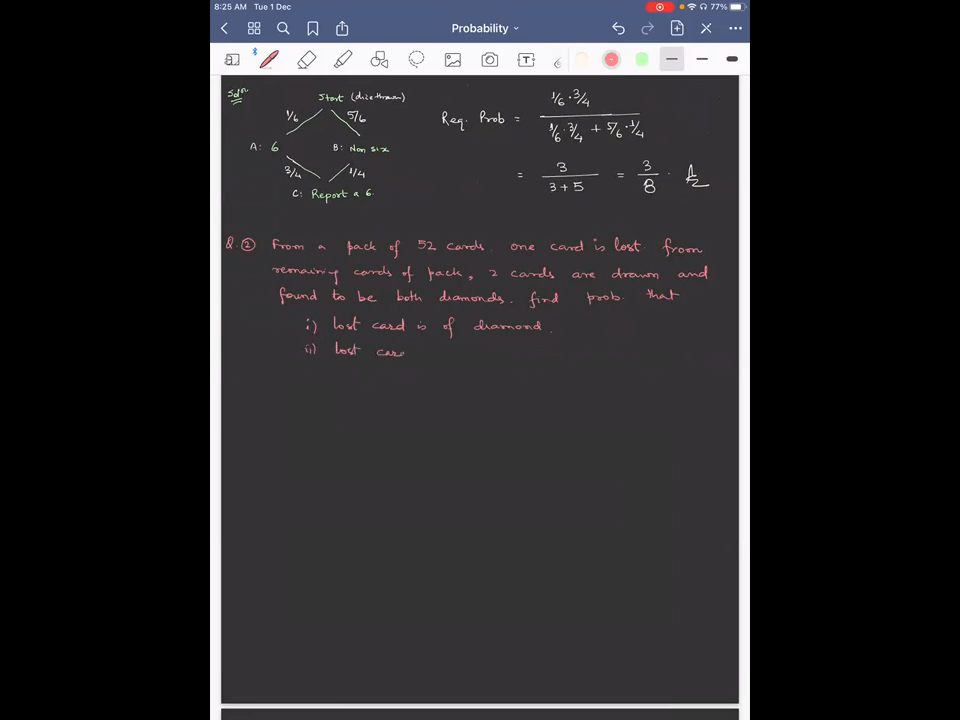 8:25 AM Tue 1 Dec
77%
Probability
Soln
Start (dice thrown)
1/6 5/6
A: 6 B: Non six
3/4 1/4
C: Report a 6.
Req. Prob = 1/6 · 3/4 / 1/6 · 3/4 + 5/6 · 1/4
= 3 / 3 + 5 = 3 / 8 .
Q. ② From a pack of 52 cards, one card is lost. from
remaining cards of pack, 2 cards are drawn and
found to be both diamonds. find prob. that
i) lost card is of diamond.
ii) lost car